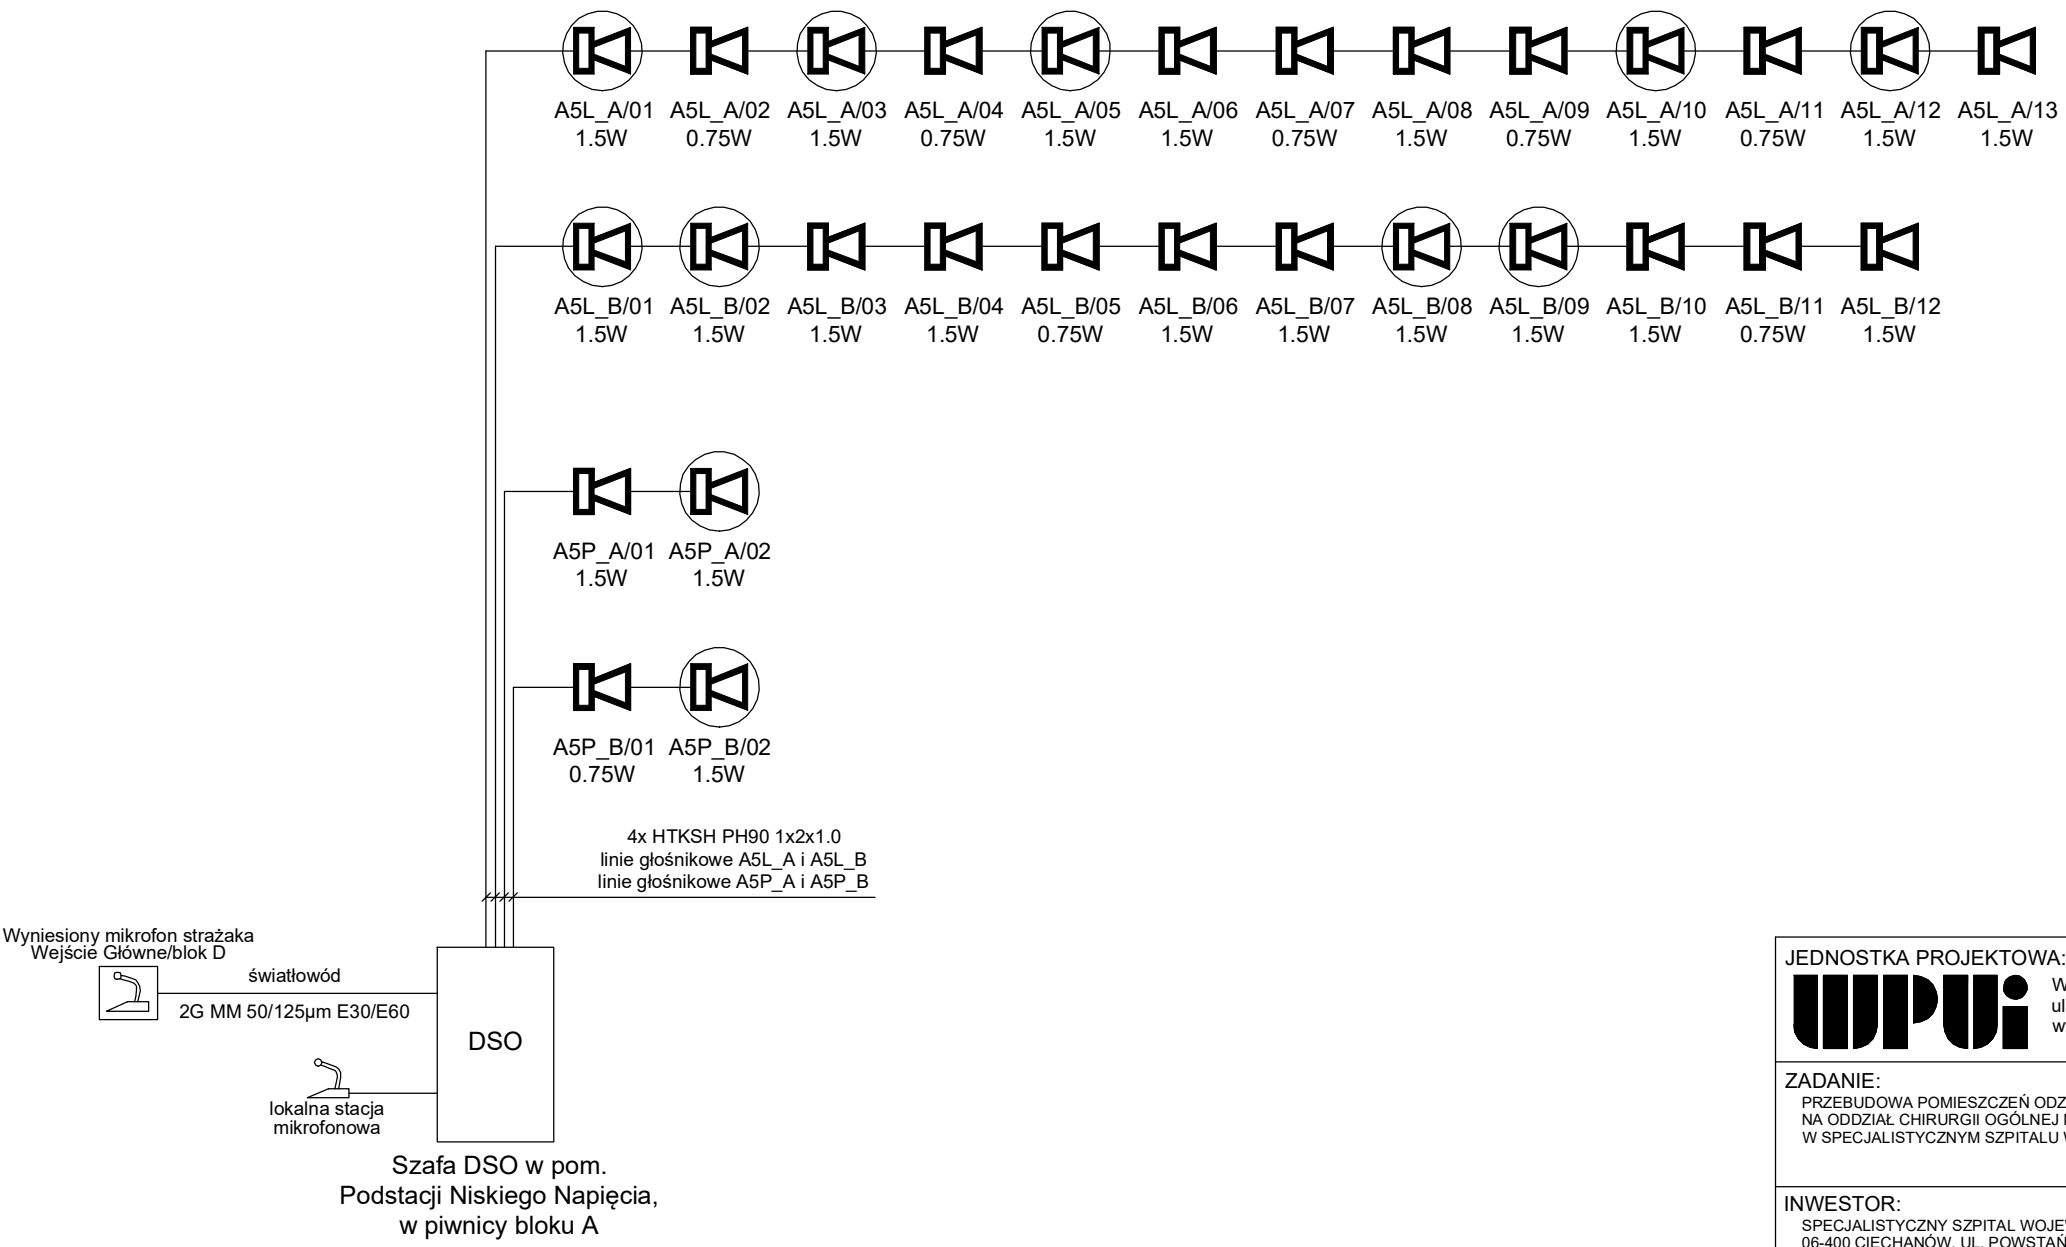 A5L_A/01 A5L_A/02 A5L_A/03 A5L_A/04 A5L_A/05 A5L_A/06 A5L_A/07 A5L_A/08 A5L_A/09 A5L_A/10 A5L_A/11 A5L_A/12 A5L_A/13
1.5W 0.75W 1.5W 0.75W 1.5W 1.5W 0.75W 1.5W 0.75W 1.5W 0.75W 1.5W 1.5W
A5L_B/01 A5L_B/02 A5L_B/03 A5L_B/04 A5L_B/05 A5L_B/06 A5L_B/07 A5L_B/08 A5L_B/09 A5L_B/10 A5L_B/11 A5L_B/12
1.5W 1.5W 1.5W 1.5W 0.75W 1.5W 1.5W 1.5W 1.5W 1.5W 0.75W 1.5W
A5P_A/01 A5P_A/02
1.5W 1.5W
A5P_B/01 A5P_B/02
0.75W 1.5W
4x HTKSH PH90 1x2x1.0
linie głośnikowe A5L_A i A5L_B
linie głośnikowe A5P_A i A5P_B
Wyniesiony mikrofon strażaka
Wejście Główne/blok D
światłowód
2G MM 50/125µm E30/E60
DSO
lokalna stacja
mikrofonowa
Szafa DSO w pom.
Podstacji Niskiego Napięcia,
w piwnicy bloku A
JEDNOSTKA PROJEKTOWA:
WPUi
ul
ZADANIE:
PRZEBUDOWA POMIESZCZEŃ ODZ
NA ODDZIAŁ CHIRURGII OGÓLNEJ
W SPECJALISTYCZNYM SZPITALU
INWESTOR:
SPECJALISTYCZNY SZPITAL WOJE
06-400 CIECHANÓW, UL. POWSTAŃ